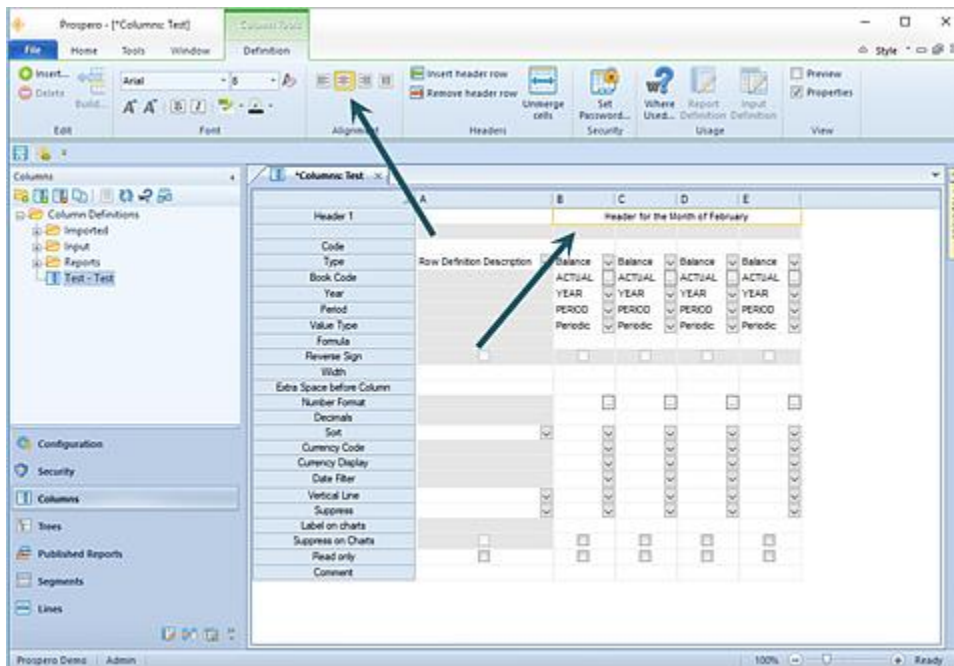 Prospero - [*Columns: Test]
Column Tools
File Home Tools Window Definition
Style
Insert...
Delete
Build...
Edit
Arial 8
Font
Alignment
Insert header row
Remove header row
Unmerge cells
Headers
Set Password...
Security
Where Used...
Report Definition
Input Definition
Usage
Preview
Properties
View
Columns
Column Definitions
Imported
Input
Reports
Test - Test
*Columns: Test
A B C D E
Header 1 Header for the Month of February
Code
Type Row Definition Description Balance Balance Balance Balance
Book Code ACTUAL ACTUAL ACTUAL ACTUAL
Year YEAR YEAR YEAR YEAR
Period PERIOD PERIOD PERIOD PERIOD
Value Type Periodic Periodic Periodic Periodic
Formula
Reverse Sign
Width
Extra Space before Column
Number Format
Decimals
Sort
Currency Code
Currency Display
Date Filter
Vertical Line
Suppress
Label on charts
Suppress on Charts
Read only
Comment
Configuration
Security
Columns
Trees
Published Reports
Segments
Lines
Prospero Demo Admin 100% Ready